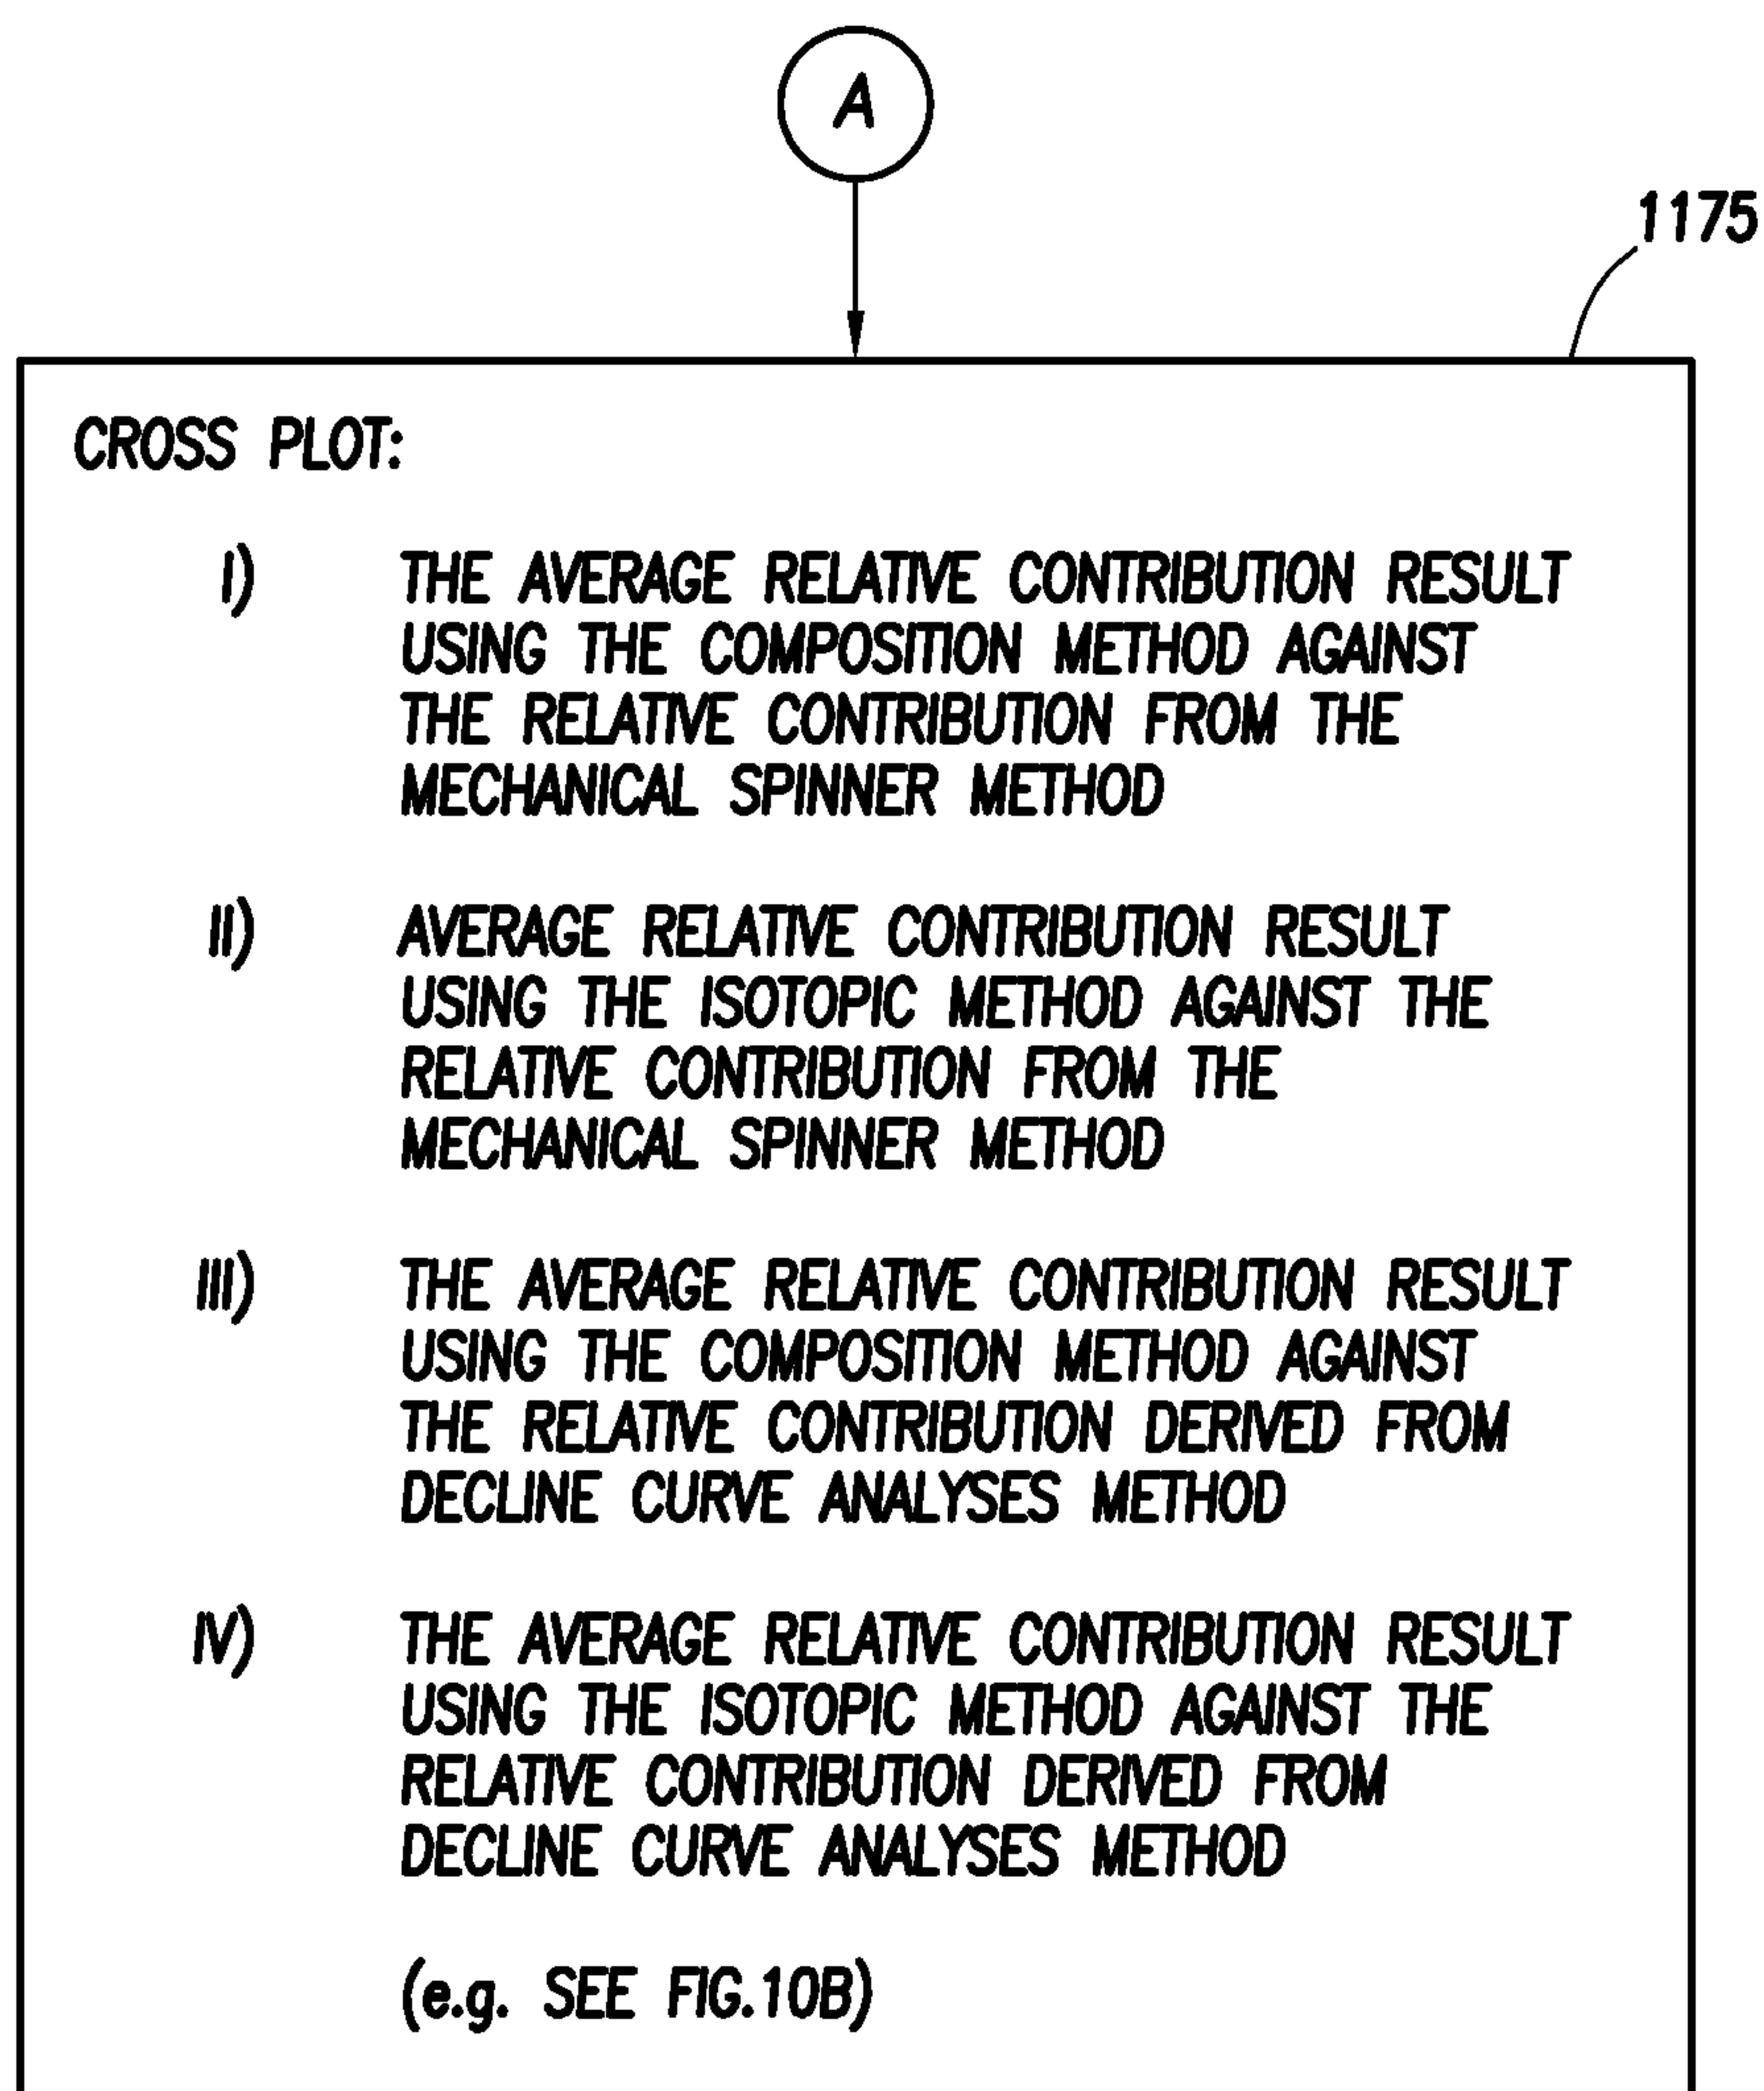 A
1175
CROSS PLOT:
I) THE AVERAGE RELATIVE CONTRIBUTION RESULT
USING THE COMPOSITION METHOD AGAINST
THE RELATIVE CONTRIBUTION FROM THE
MECHANICAL SPINNER METHOD
II) AVERAGE RELATIVE CONTRIBUTION RESULT
USING THE ISOTOPIC METHOD AGAINST THE
RELATIVE CONTRIBUTION FROM THE
MECHANICAL SPINNER METHOD
III) THE AVERAGE RELATIVE CONTRIBUTION RESULT
USING THE COMPOSITION METHOD AGAINST
THE RELATIVE CONTRIBUTION DERIVED FROM
DECLINE CURVE ANALYSES METHOD
IV) THE AVERAGE RELATIVE CONTRIBUTION RESULT
USING THE ISOTOPIC METHOD AGAINST THE
RELATIVE CONTRIBUTION DERIVED FROM
DECLINE CURVE ANALYSES METHOD
(e.g. SEE FIG.10B)